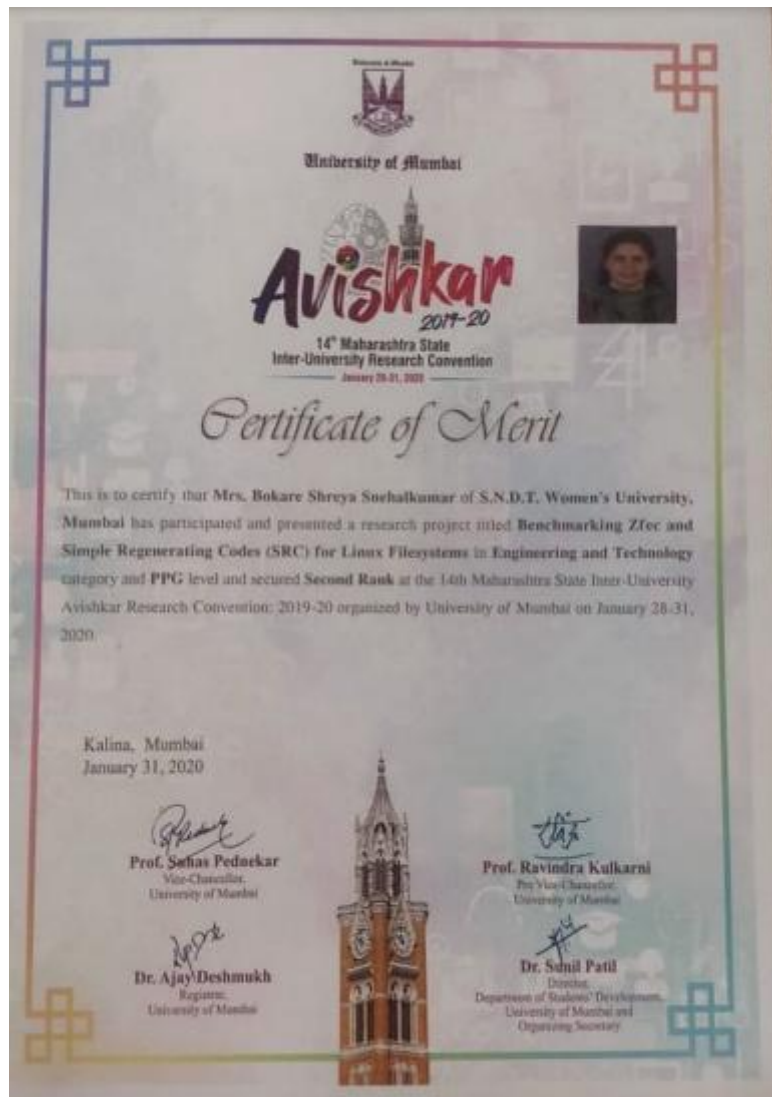 University of Mumbai
University of Mumbai
Avishkar
2019-20
14th Maharashtra State
Inter-University Research Convention
January 28-31, 2020
Certificate of Merit
This is to certify that Mrs. Bokare Shreya Snehalkumar of S.N.D.T. Women's University,
Mumbai has participated and presented a research project titled Benchmarking Zfec and
Simple Regenerating Codes (SRC) for Linux Filesystems in Engineering and Technology
category and PPG level and secured Second Rank at the 14th Maharashtra State Inter-University
Avishkar Research Convention: 2019-20 organized by University of Mumbai on January 28-31,
2020.
Kalina, Mumbai
January 31, 2020
Prof. Suhas Pednekar
Vice-Chancellor,
University of Mumbai
Prof. Ravindra Kulkarni
Pro Vice-Chancellor,
University of Mumbai
Dr. Ajay Deshmukh
Registrar,
University of Mumbai
Dr. Sunil Patil
Director,
Department of Students' Development,
University of Mumbai and
Organizing Secretary